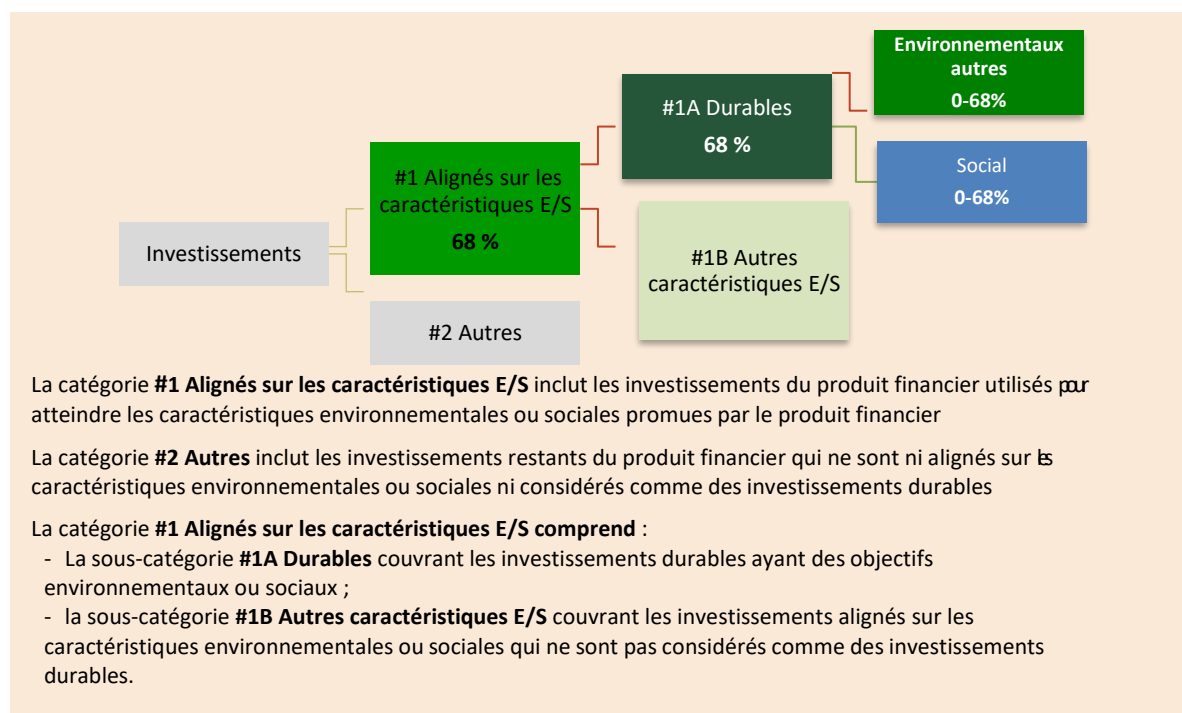 Environnementaux
autres
0-68%
#1A Durables
68 %
Social
0-68%
#1 Alignés sur les
caractéristiques E/S
68 %
Investissements
#1B Autres
caractéristiques E/S
#2 Autres
La catégorie #1 Alignés sur les caractéristiques E/S inclut les investissements du produit financier utilisés pour
atteindre les caractéristiques environnementales ou sociales promues par le produit financier
La catégorie #2 Autres inclut les investissements restants du produit financier qui ne sont ni alignés sur les
caractéristiques environnementales ou sociales ni considérés comme des investissements durables
La catégorie #1 Alignés sur les caractéristiques E/S comprend :
- La sous-catégorie #1A Durables couvrant les investissements durables ayant des objectifs
environnementaux ou sociaux ;
- la sous-catégorie #1B Autres caractéristiques E/S couvrant les investissements alignés sur les
caractéristiques environnementales ou sociales qui ne sont pas considérés comme des investissements
durables.